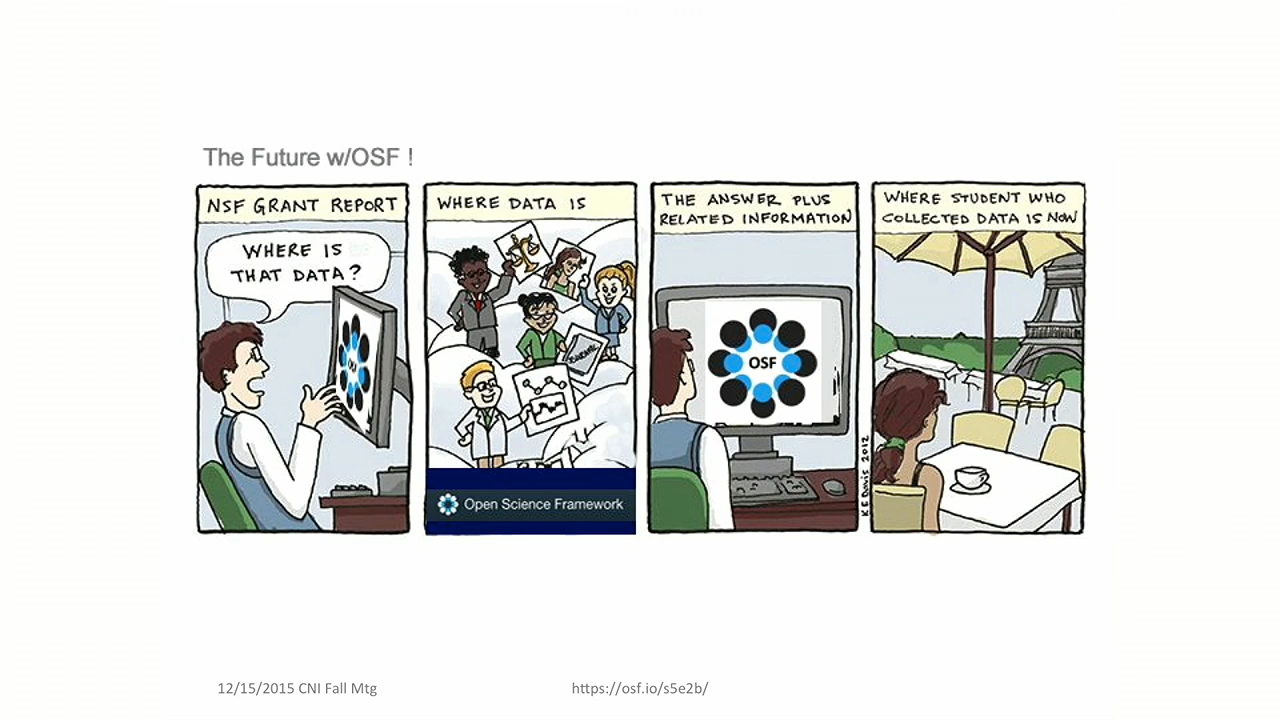 The Future w/OSF !
NSF GRANT REPORT
WHERE IS
THAT DATA?
WHERE DATA IS
Open Science Framework
THE ANSWER PLUS
RELATED INFORMATION
OSF
K E DAVIS 2012
WHERE STUDENT WHO
COLLECTED DATA IS NOW
12/15/2015 CNI Fall Mtg
https://osf.io/s5e2b/